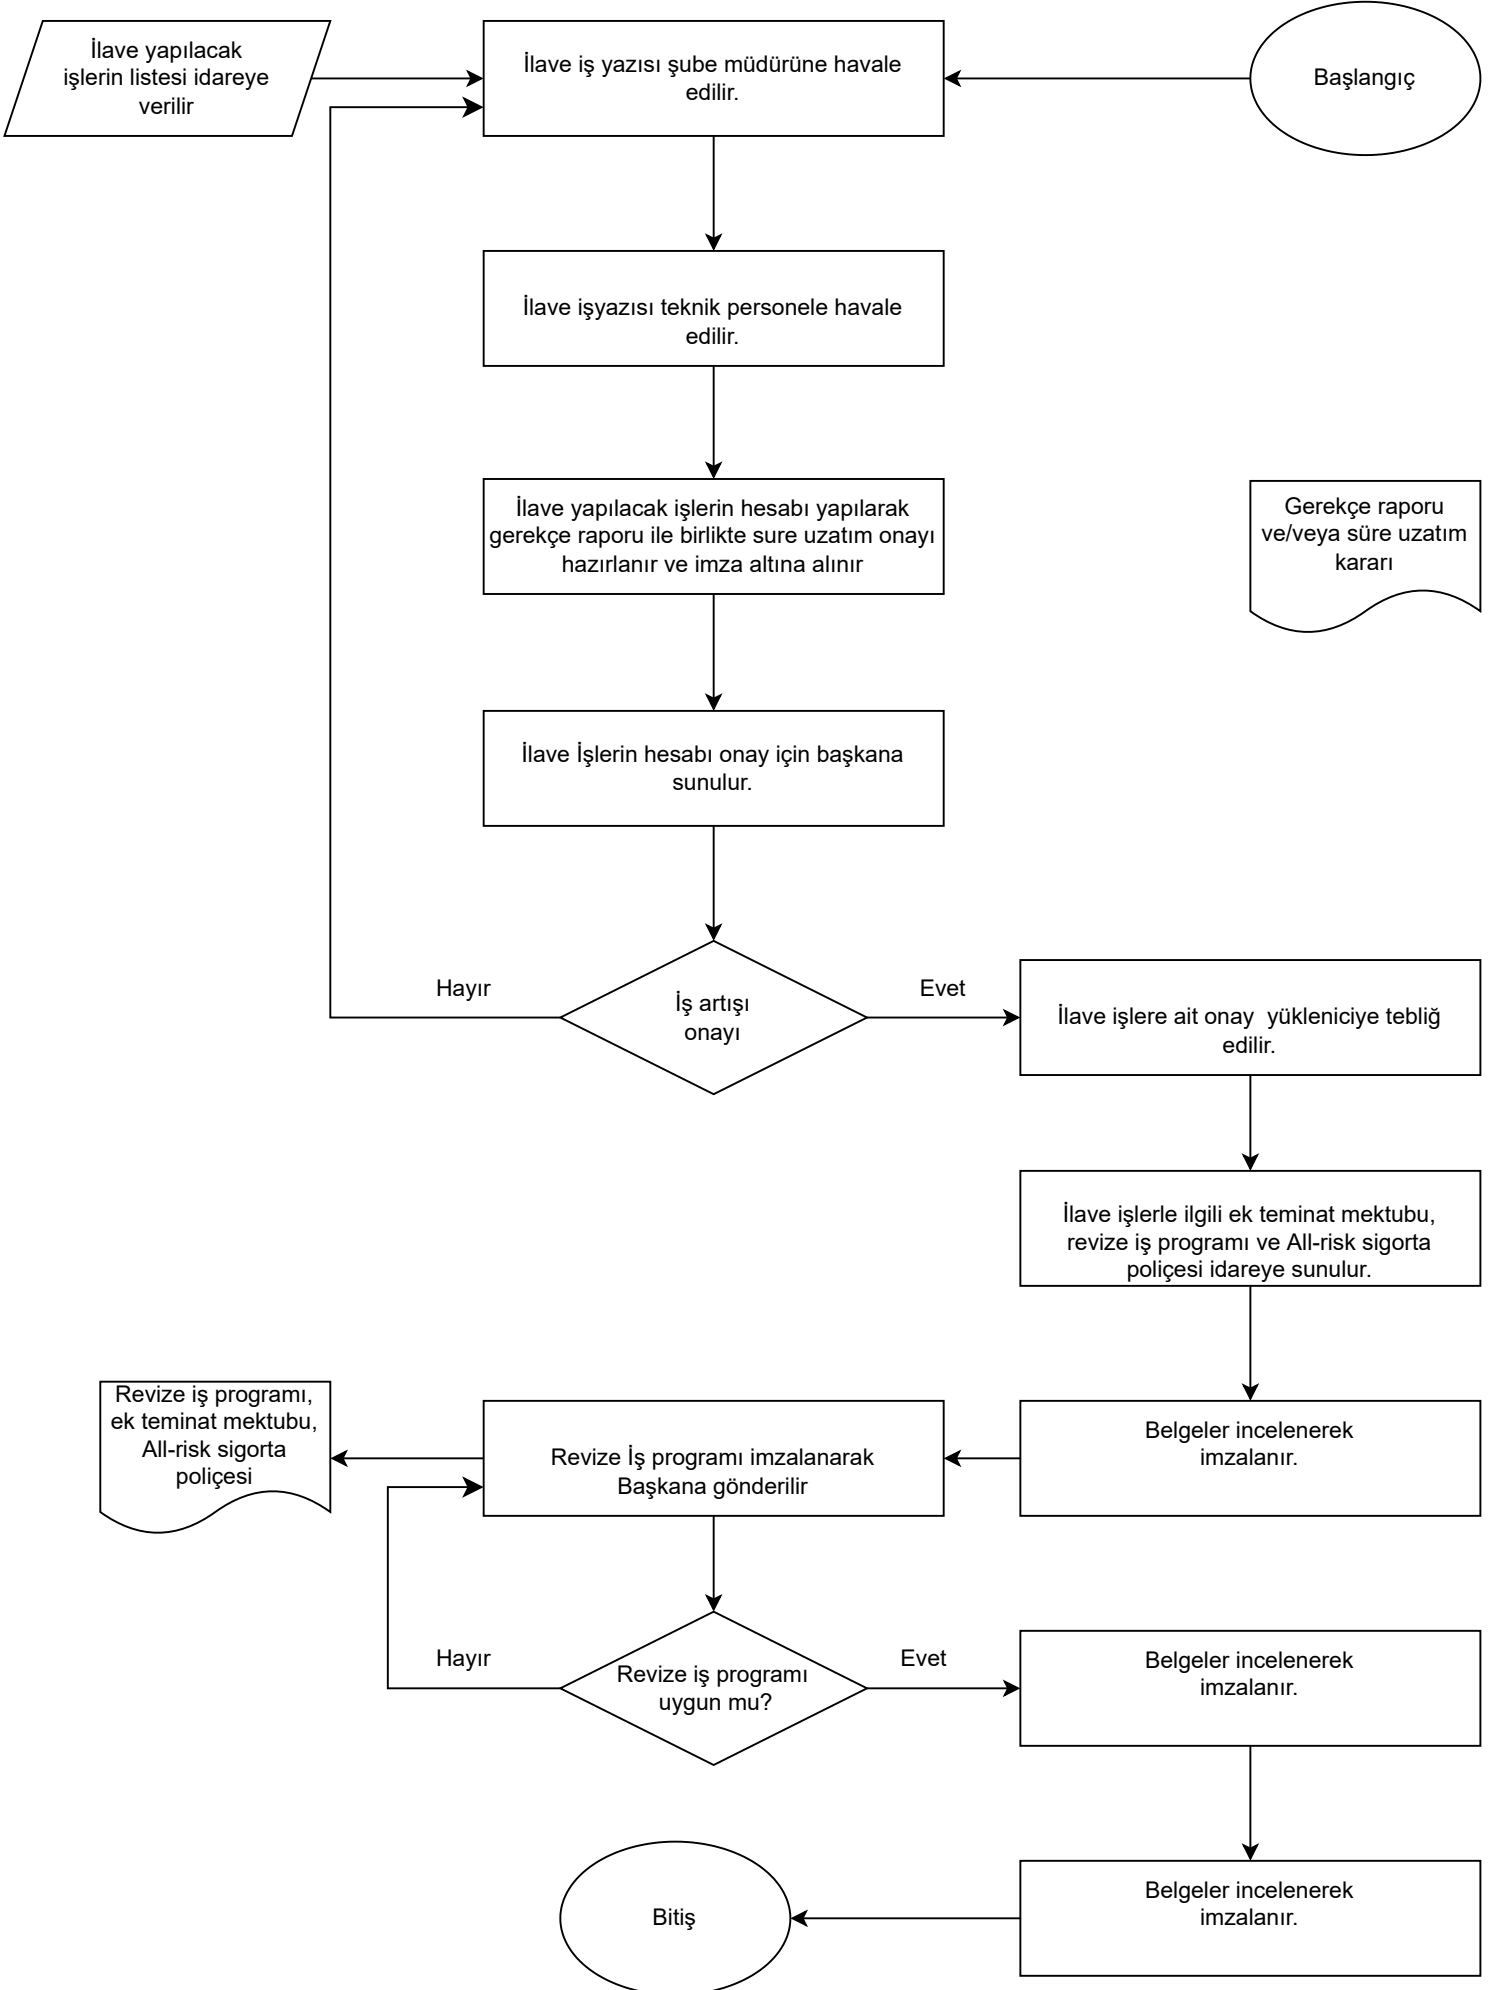 İlave yapılacak
işlerin listesi idareye
verilir
İlave iş yazısı şube müdürüne havale
edilir.
Başlangıç
İlave işyazısı teknik personele havale
edilir.
İlave yapılacak işlerin hesabı yapılarak
gerekçe raporu ile birlikte sure uzatım onayı
hazırlanır ve imza altına alınır
Gerekçe raporu
ve/veya süre uzatım
kararı
İlave İşlerin hesabı onay için başkana
sunulur.
Hayır
İş artışı
onayı
Evet
İlave işlere ait onay  yükleniciye tebliğ
edilir.
İlave işlerle ilgili ek teminat mektubu,
revize iş programı ve All-risk sigorta
poliçesi idareye sunulur.
Revize iş programı,
ek teminat mektubu,
All-risk sigorta
poliçesi
Revize İş programı imzalanarak
Başkana gönderilir
Belgeler incelenerek
imzalanır.
Hayır
Revize iş programı
uygun mu?
Evet
Belgeler incelenerek
imzalanır.
Bitiş
Belgeler incelenerek
imzalanır.